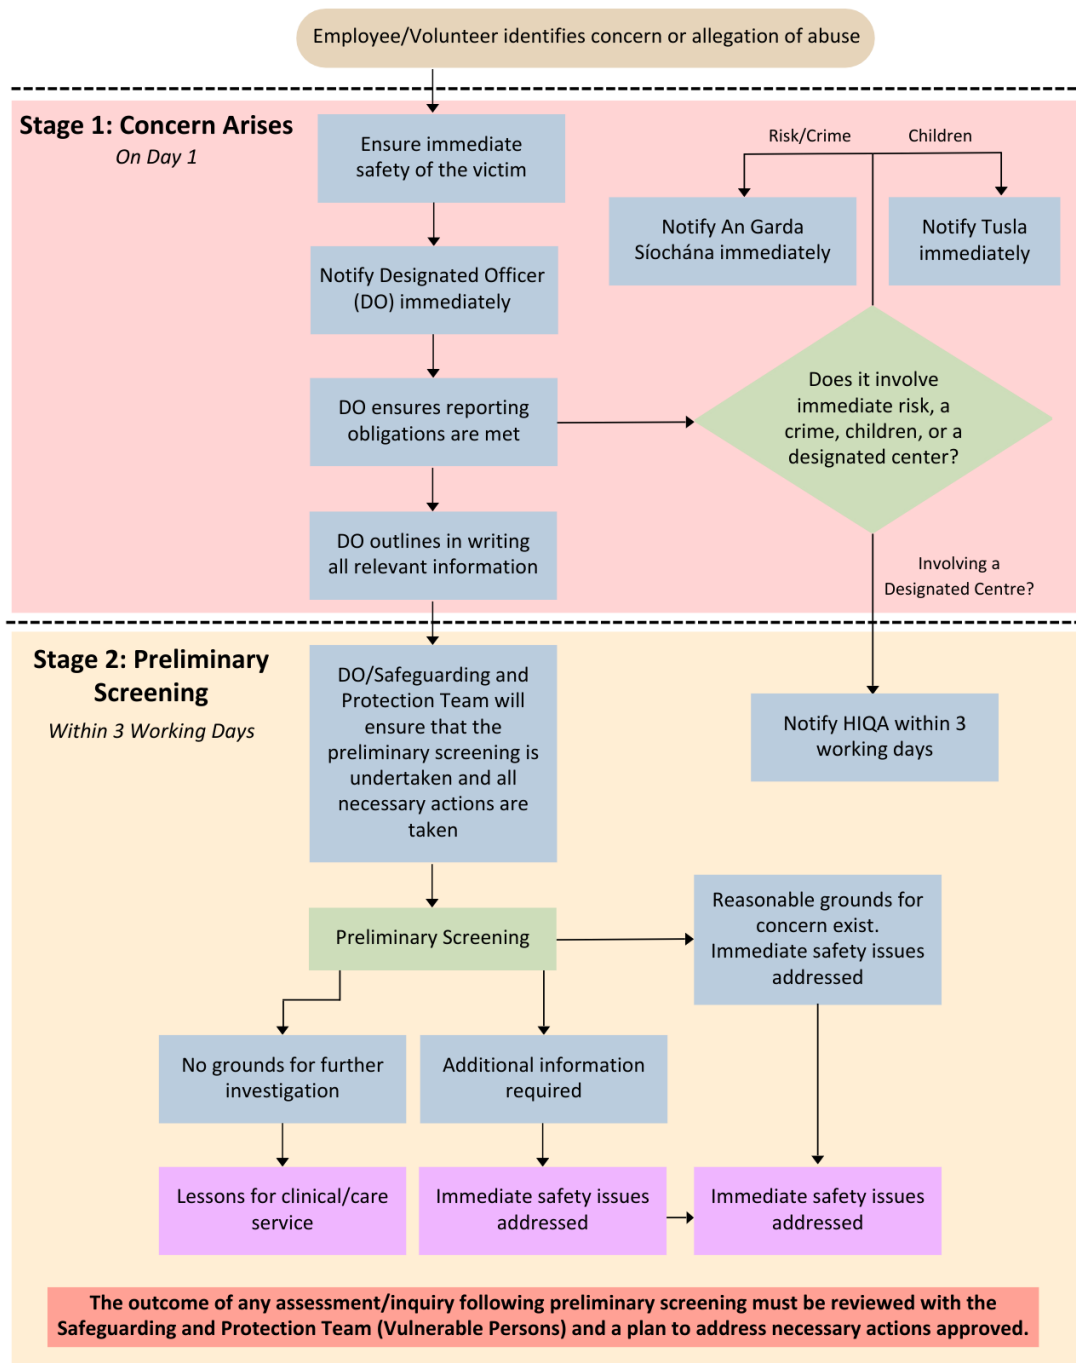 Employee/Volunteer identifies concern or allegation of abuse
Stage 1: Concern Arises
On Day 1
Ensure immediate
safety of the victim
Risk/Crime
Children
Notify An Garda
Síochána immediately
Notify Tusla
immediately
Notify Designated Officer
(DO) immediately
DO ensures reporting
obligations are met
Does it involve
immediate risk, a
crime, children, or a
designated center?
DO outlines in writing
all relevant information
Involving a
Designated Centre?
Stage 2: Preliminary
Screening
Within 3 Working Days
DO/Safeguarding and
Protection Team will
ensure that the
preliminary screening is
undertaken and all
necessary actions are
taken
Notify HIQA within 3
working days
Preliminary Screening
Reasonable grounds for
concern exist.
Immediate safety issues
addressed
No grounds for further
investigation
Additional information
required
Lessons for clinical/care
service
Immediate safety issues
addressed
Immediate safety issues
addressed
The outcome of any assessment/inquiry following preliminary screening must be reviewed with the
Safeguarding and Protection Team (Vulnerable Persons) and a plan to address necessary actions approved.